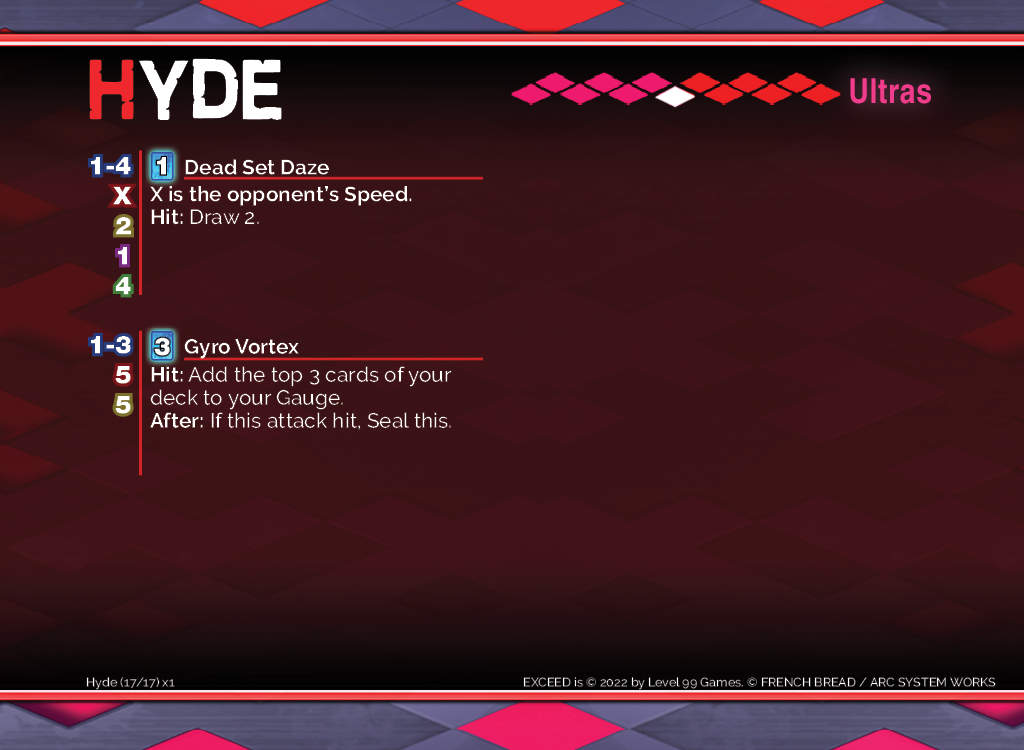 HYDE
Ultras
1-4 1 Dead Set Daze
X X is the opponent's Speed.
Hit: Draw 2.
2
1
4
1-3 3 Gyro Vortex
5 Hit: Add the top 3 cards of your
5 deck to your Gauge.
After: If this attack hit, Seal this.
Hyde (17/17) x1
EXCEED is © 2022 by Level 99 Games. © FRENCH BREAD / ARC SYSTEM WORKS